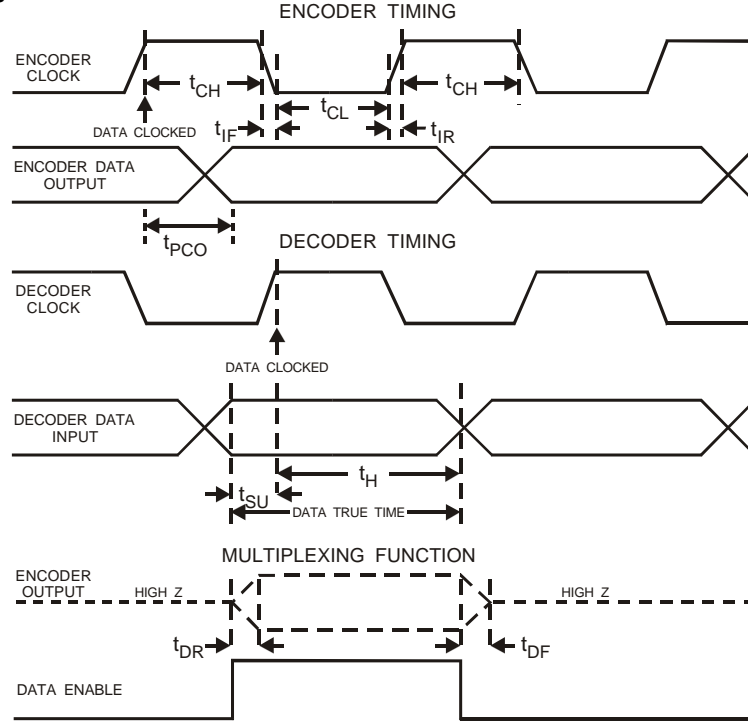 ENCODER TIMING
ENCODER
CLOCK
tCH
tCL
tCH
DATA CLOCKED
tIF
tIR
ENCODER DATA
OUTPUT
tPCO
DECODER TIMING
DECODER
CLOCK
DATA CLOCKED
DECODER DATA
INPUT
tH
tSU
DATA TRUE TIME
MULTIPLEXING FUNCTION
ENCODER
OUTPUT
HIGH Z
HIGH Z
tDR
tDF
DATA ENABLE